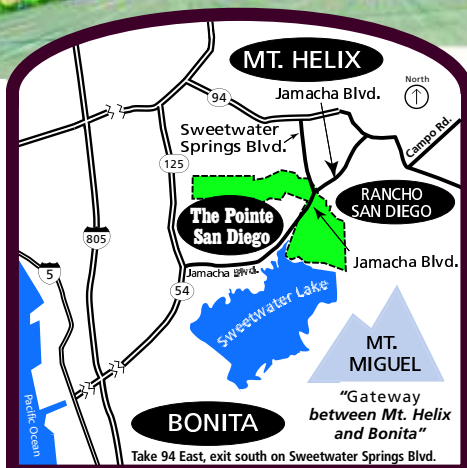 MT. HELIX
North
Jamacha Blvd.
94
Sweetwater
Springs Blvd.
Campo Rd.
125
RANCHO
SAN DIEGO
The Pointe
San Diego
805
Jamacha Blvd.
5
Jamacha Blvd.
54
Sweetwater Lake
MT.
MIGUEL
Pacific Ocean
"Gateway
between Mt. Helix
and Bonita"
BONITA
Take 94 East, exit south on Sweetwater Springs Blvd.